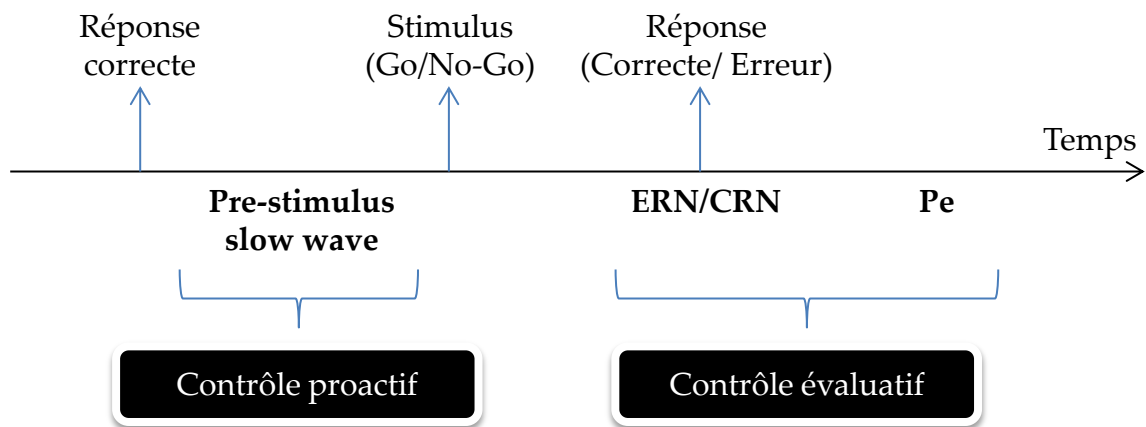 Réponse
correcte
Stimulus
(Go/No-Go)
Réponse
(Correcte/ Erreur)
Temps
Pre-stimulus
slow wave
ERN/CRN
Pe
Contrôle proactif
Contrôle évaluatif